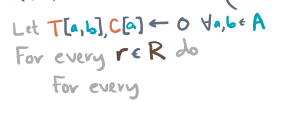 Let T[a,b], C[a] ← 0 ∀a,b ∈ A
For every r ∈ R do
For every